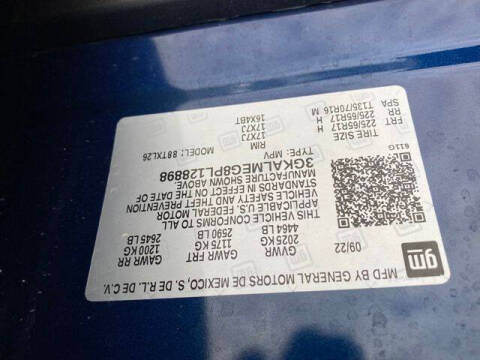 MFD BY GENERAL MOTORS DE MEXICO, S. DE R.L. DE C.V.
gm
09/22
GVWR
2025 KG
4464 LB
GAWR FRT
1175 KG
2590 LB
GAWR RR
1200 KG
2645 LB
THIS VEHICLE CONFORMS TO ALL
APPLICABLE U.S. FEDERAL MOTOR
VEHICLE SAFETY AND THEFT PREVENTION
STANDARDS IN EFFECT ON THE DATE OF
MANUFACTURE SHOWN ABOVE.
3GKALMEG8PL128898
TYPE: MPV
MODEL: 88TXL26
611G
TIRE SIZE
RIM
FRT 225/65R17 H 17X7J
RR 225/65R17 H 17X7J
SPA T135/70R16 M 16X4BT